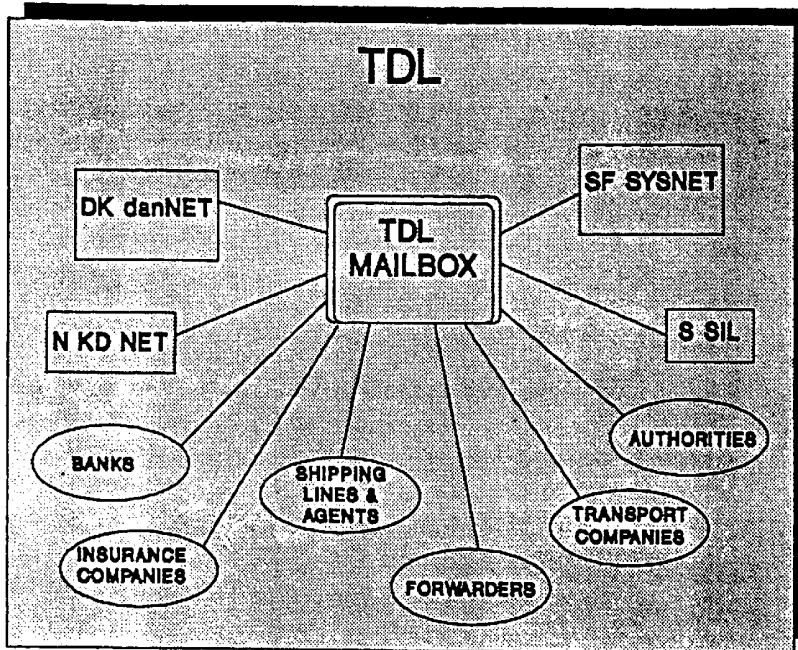 TDL
DK danNET
SF SYSNET
TDL
MAILBOX
N KD NET
S SIL
BANKS
SHIPPING
LINES &
AGENTS
AUTHORITIES
INSURANCE
COMPANIES
FORWARDERS
TRANSPORT
COMPANIES